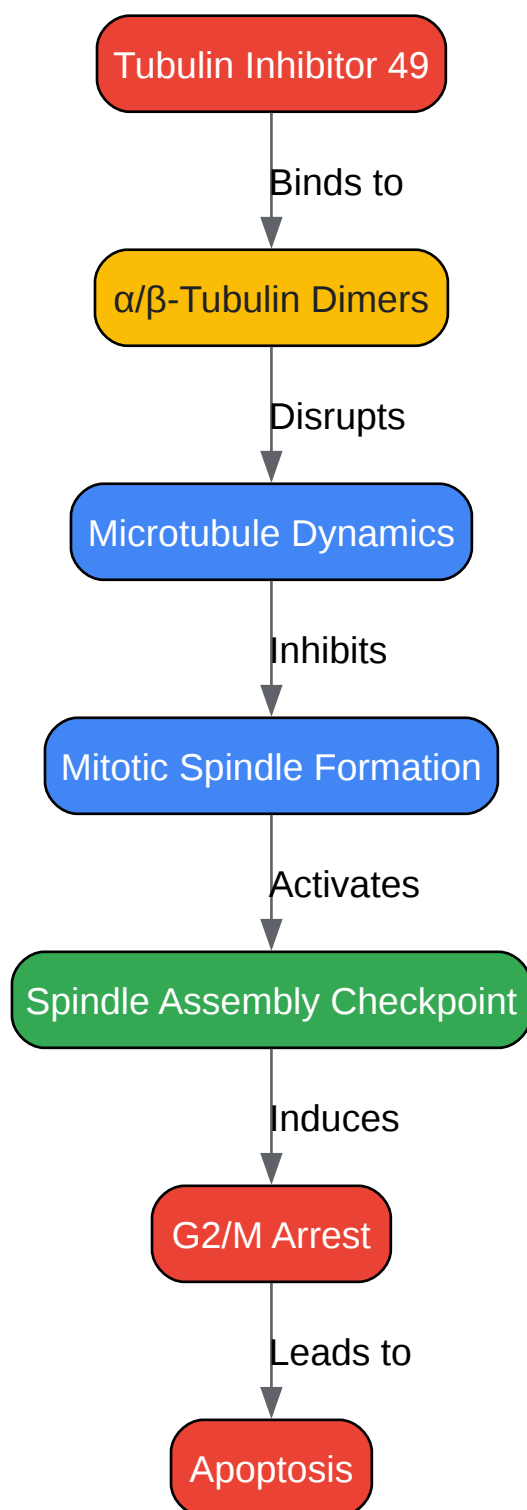 Tubulin Inhibitor 49
Binds to
α/β-Tubulin Dimers
Disrupts
Microtubule Dynamics
Inhibits
Mitotic Spindle Formation
Activates
Spindle Assembly Checkpoint
Induces
G2/M Arrest
Leads to
Apoptosis